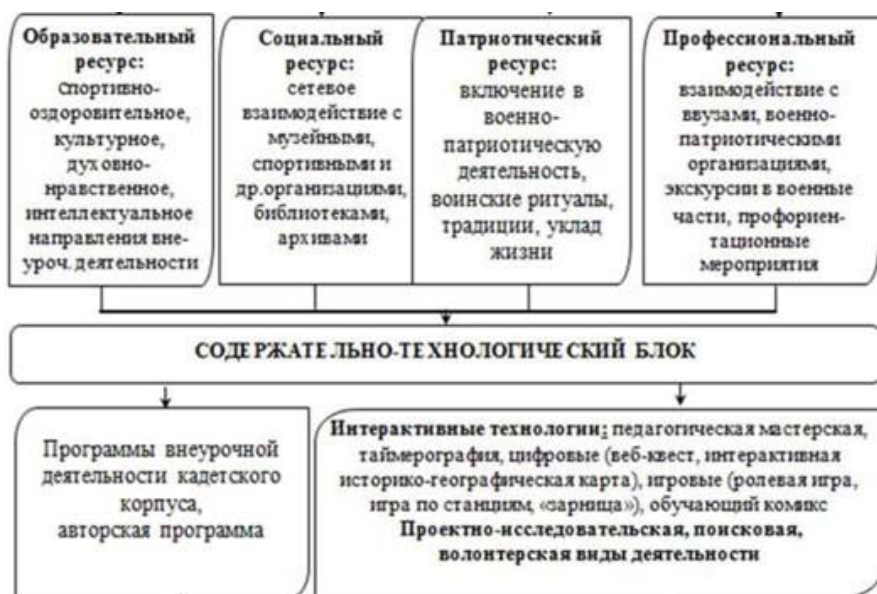 Образовательный
ресурс:
спортивно-
оздоровительное,
культурное,
духовно-
нравственное,
интеллектуальное
направления вне-
уроч. деятельности
Социальный
ресурс:
сетевое
взаимодействие с
музейными,
спортивными и
др.организациями,
библиотеками,
архивами
Патриотический
ресурс:
включение в
военно-
патриотическую
деятельность,
воинские ритуалы,
традиции, уклад
жизни
Профессиональный
ресурс:
взаимодействие с
ввузами, военно-
патриотическими
организациями,
экскурсии в военные
части, профориен-
тационные
мероприятия
СОДЕРЖАТЕЛЬНО-ТЕХНОЛОГИЧЕСКИЙ БЛОК
Программы внеурочной
деятельности кадетского
корпуса,
авторская программа
Интерактивные технологии: педагогическая мастерская,
таймерография, цифровые (веб-квест, интерактивная
историко-географическая карта), игровые (ролевая игра,
игра по станциям, «зарница»), обучающий комикс
Проектно-исследовательская, поисковая,
волонтерская виды деятельности